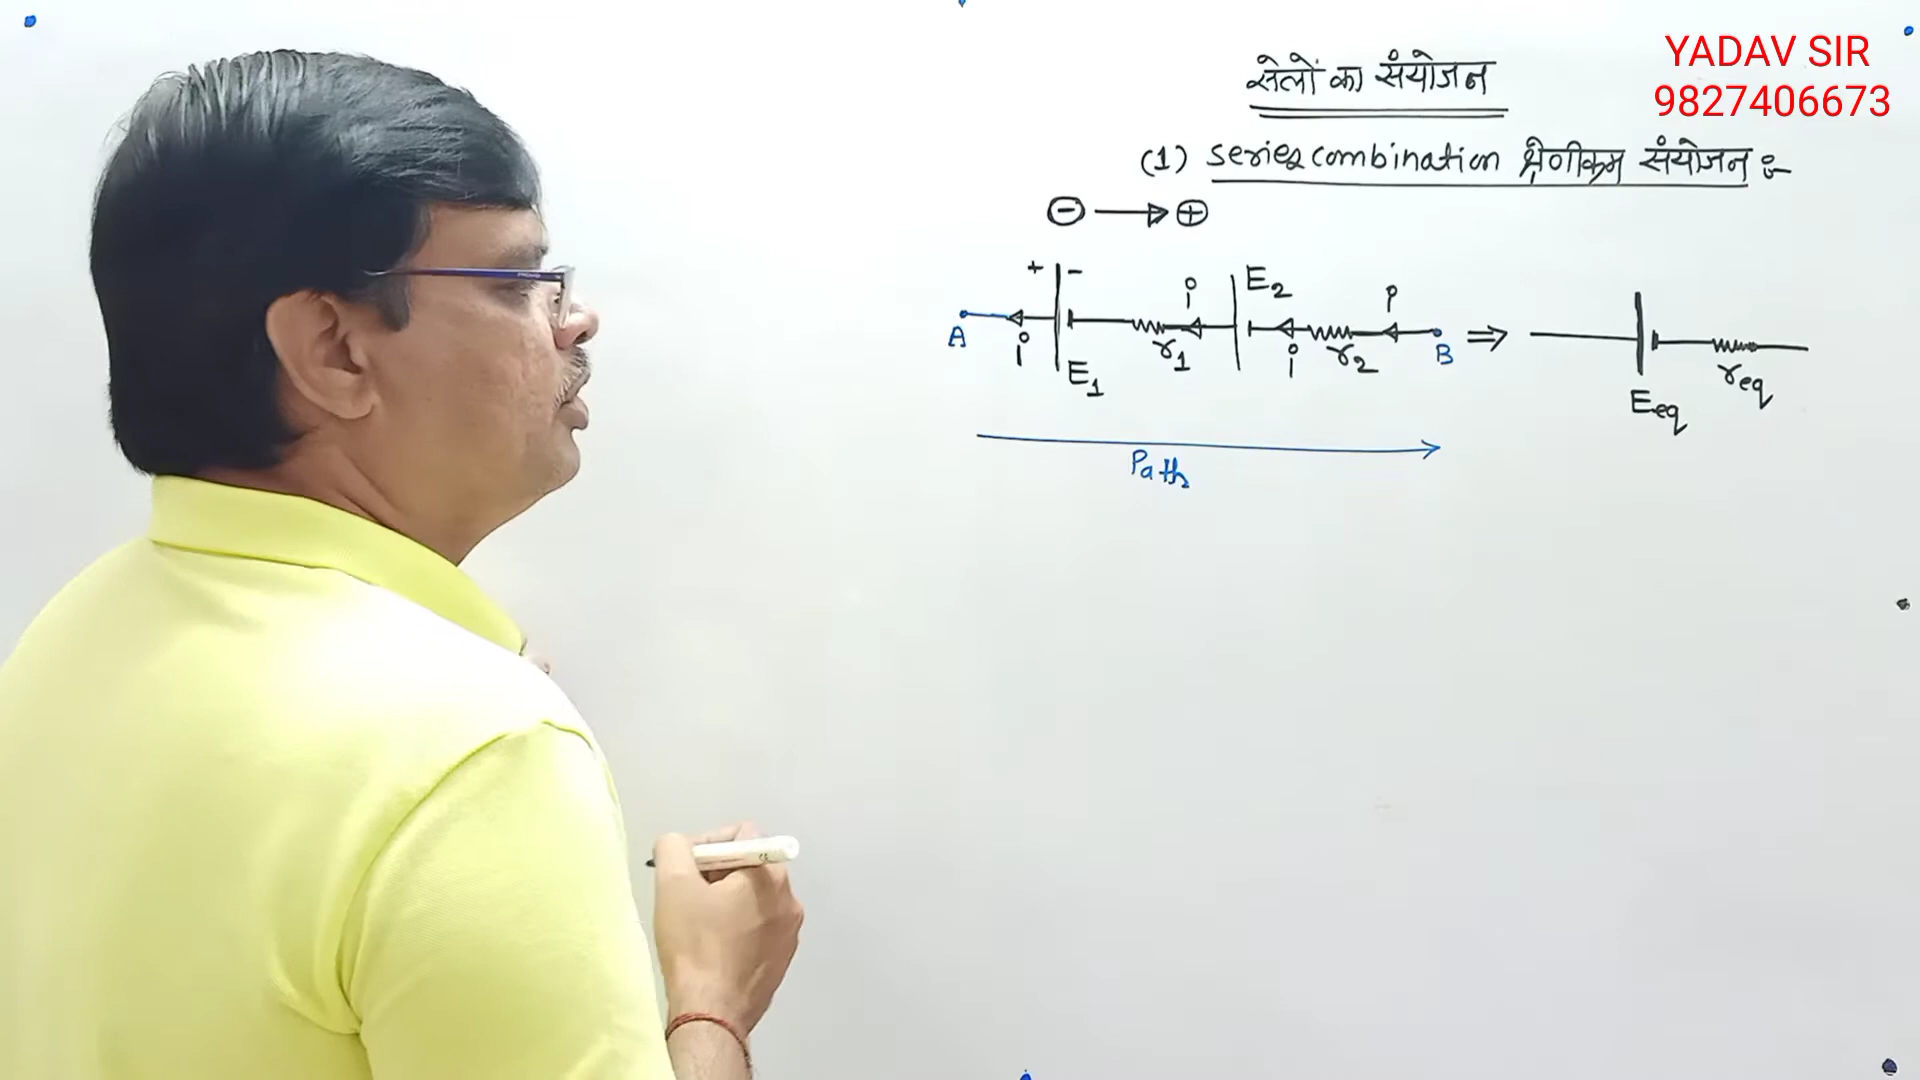 YADAV SIR
9827406673
सेलों का संयोजन
(1) series combination श्रेणीक्रम संयोजन :-
⊖ → ⊕
+ - i E2 i
A i E1 r1 i r2 B ⇒ Eeq req
Path